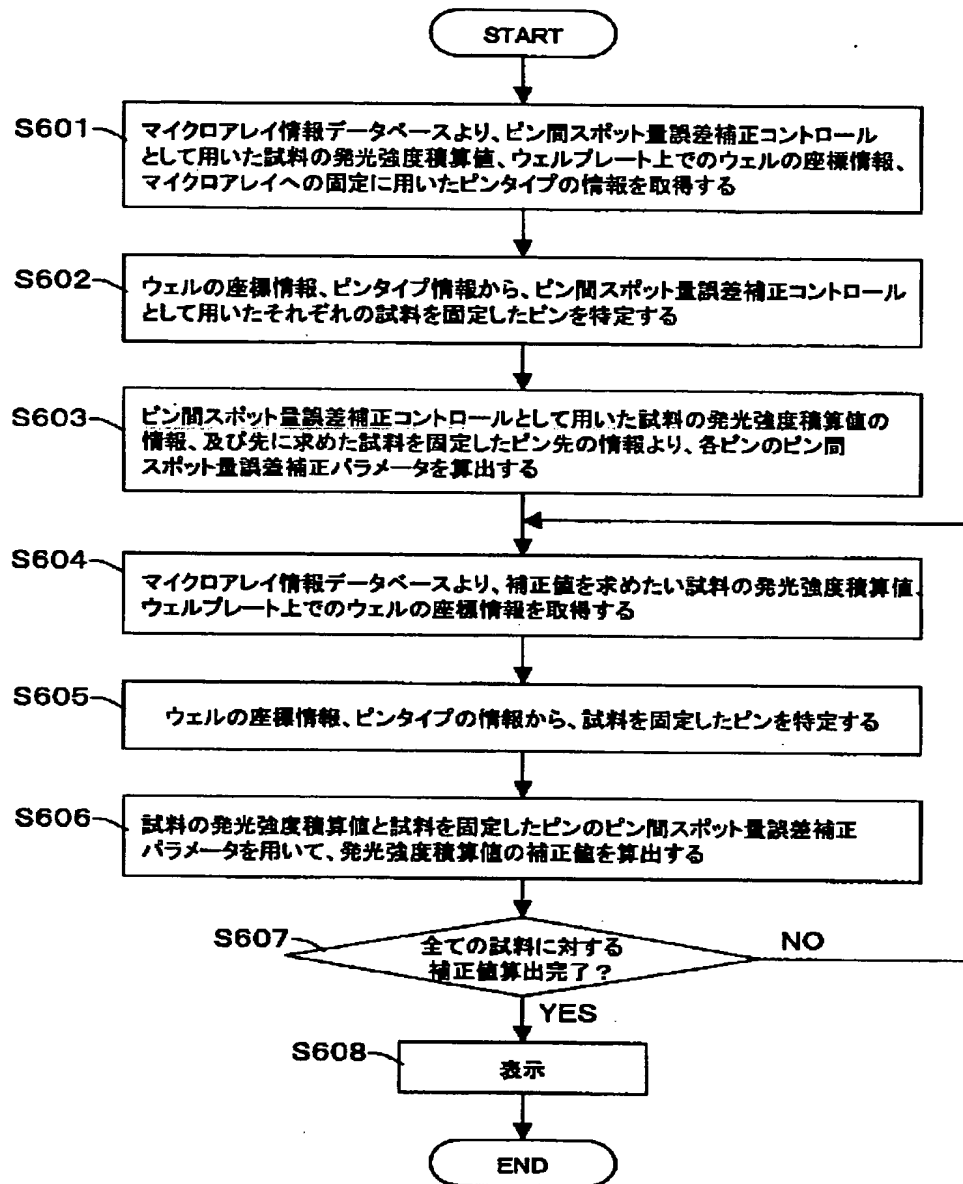 START
S601
マイクロアレイ情報データベースより、ピン間スポット量誤差補正コントロール
として用いた試料の発光強度積算値、ウェルプレート上でのウェルの座標情報、
マイクロアレイへの固定に用いたピンタイプの情報を取得する
S602
ウェルの座標情報、ピンタイプ情報から、ピン間スポット量誤差補正コントロール
として用いたそれぞれの試料を固定したピンを特定する
S603
ピン間スポット量誤差補正コントロールとして用いた試料の発光強度積算値の
情報、及び先に求めた試料を固定したピン先の情報より、各ピンのピン間
スポット量誤差補正パラメータを算出する
S604
マイクロアレイ情報データベースより、補正値を求めたい試料の発光強度積算値、
ウェルプレート上でのウェルの座標情報を取得する
S605
ウェルの座標情報、ピンタイプの情報から、試料を固定したピンを特定する
S606
試料の発光強度積算値と試料を固定したピンのピン間スポット量誤差補正
パラメータを用いて、発光強度積算値の補正値を算出する
S607
全ての試料に対する
補正値算出完了？
NO
YES
S608
表示
END